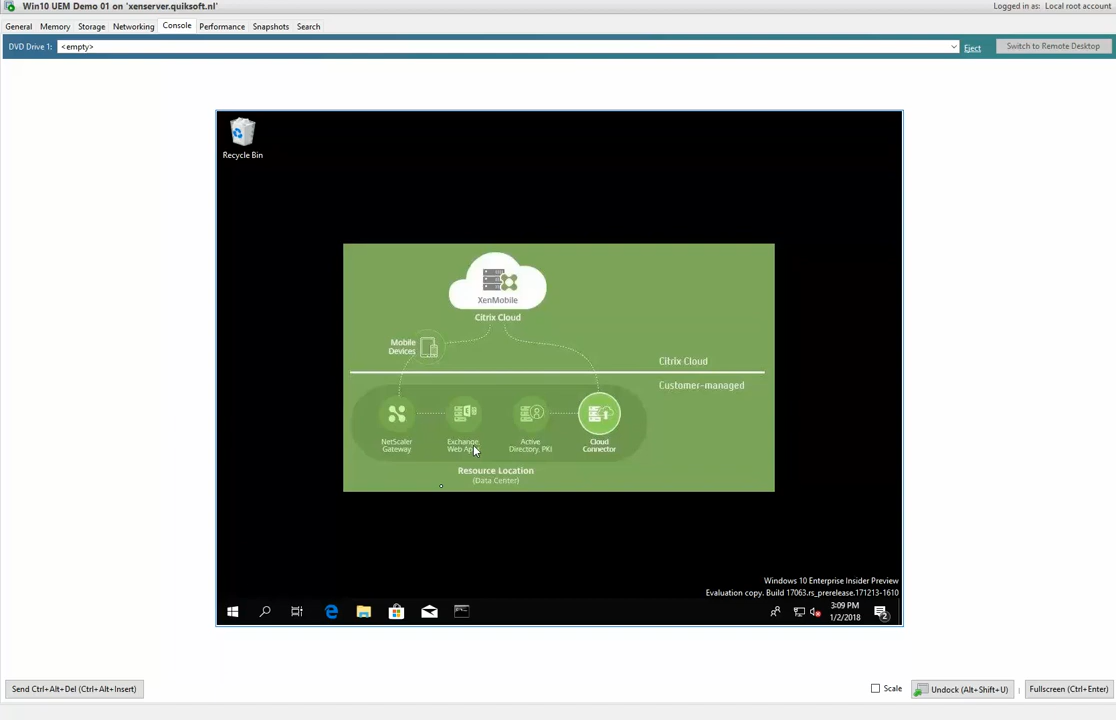 Win10 UEM Demo 01 on 'xenserver.quiksoft.nl'
Logged in as: Local root account
General Memory Storage Networking Console Performance Snapshots Search
DVD Drive 1: <empty> Eject Switch to Remote Desktop
Recycle Bin
XenMobile
Citrix Cloud
Mobile
Devices
Citrix Cloud
Customer-managed
NetScaler
Gateway
Exchange,
Web Apps
Active
Directory, PKI
Cloud
Connector
Resource Location
(Data Center)
Windows 10 Enterprise Insider Preview
Evaluation copy. Build 17063.rs_prerelease.171213-1610
3:09 PM
1/2/2018
2
Send Ctrl+Alt+Del (Ctrl+Alt+Insert)
Scale
Undock (Alt+Shift+U)
Fullscreen (Ctrl+Enter)